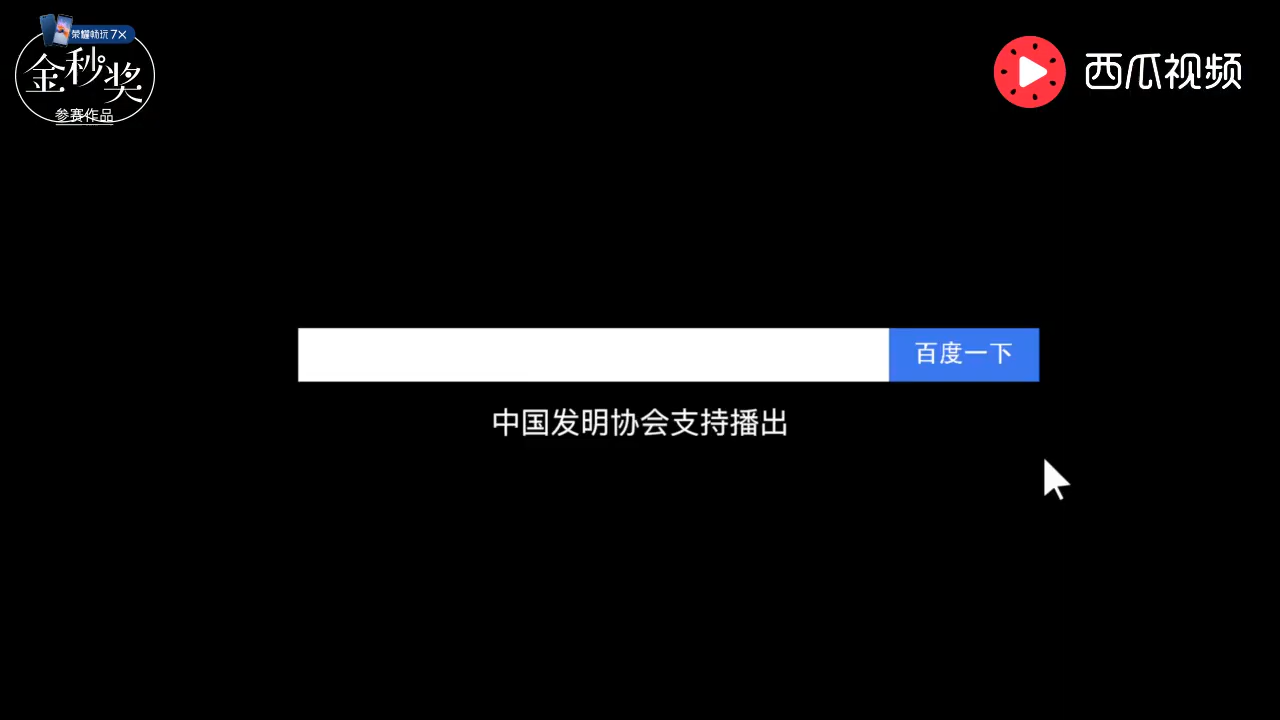 荣耀畅玩7X
金秒奖
参赛作品
西瓜视频
百度一下
中国发明协会支持播出